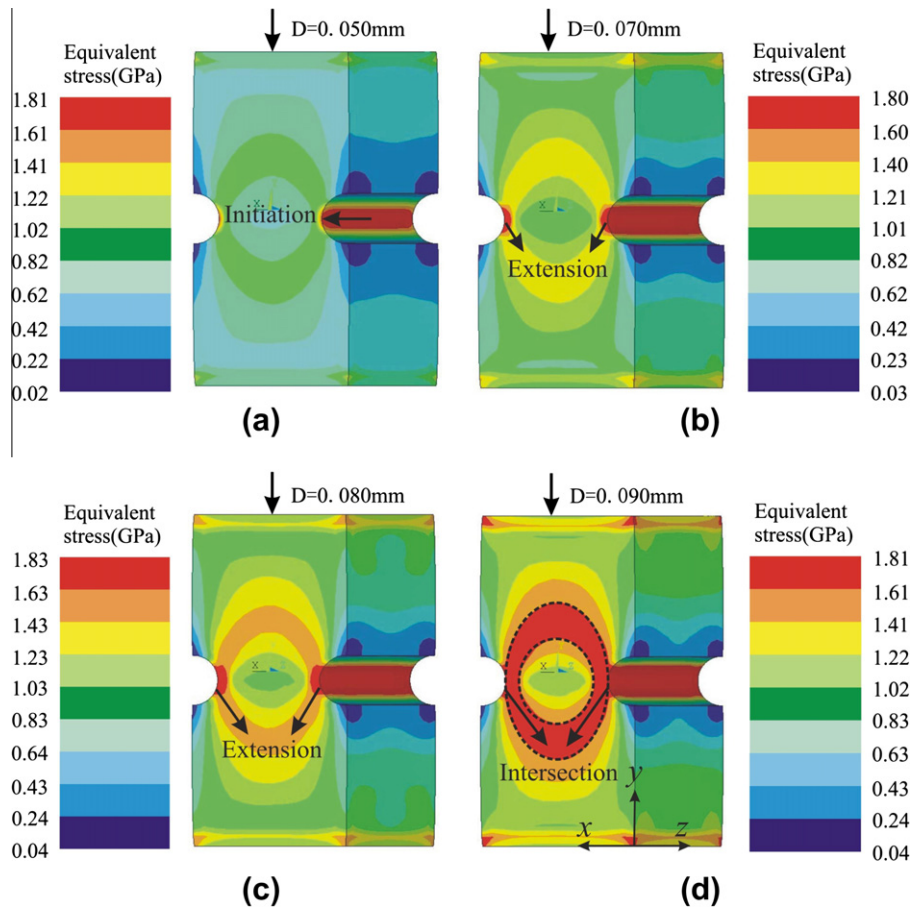 D=0. 050mm
Equivalent
stress(GPa)
1.81
1.61
1.41
1.22
1.02
0.82
0.62
0.42
0.22
0.02
X
Initiation
(a)
D=0. 070mm
Equivalent
stress(GPa)
1.80
1.60
1.40
1.21
1.01
0.82
0.62
0.42
0.23
0.03
X
Extension
(b)
D=0. 080mm
Equivalent
stress(GPa)
1.83
1.63
1.43
1.23
1.03
0.83
0.64
0.43
0.24
0.04
X
Extension
(c)
D=0. 090mm
Equivalent
stress(GPa)
1.81
1.61
1.41
1.22
1.02
0.83
0.63
0.43
0.24
0.04
X
Intersection
y
x
z
(d)